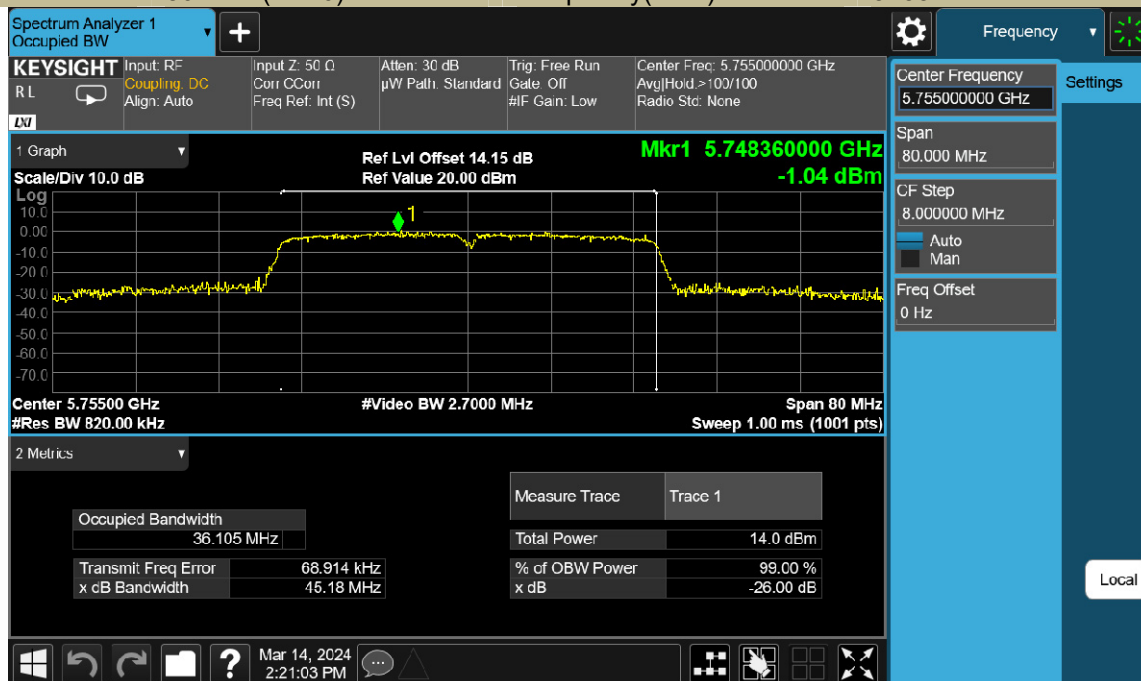 Spectrum Analyzer 1
Occupied BW
Frequency
KEYSIGHT
R L
LXI
Input: RF
Coupling: DC
Align: Auto
Input Z: 50 Ω
Corr CCorr
Freq Ref: Int (S)
Atten: 30 dB
µW Path: Standard
Trig: Free Run
Gate: Off
#IF Gain: Low
Center Freq: 5.755000000 GHz
Avg|Hold:>100/100
Radio Std: None
Center Frequency
5.755000000 GHz
Settings
Span
80.000 MHz
CF Step
8.000000 MHz
Auto
Man
Freq Offset
0 Hz
1 Graph
Scale/Div 10.0 dB
Ref Lvl Offset 14.15 dB
Ref Value 20.00 dBm
Mkr1 5.748360000 GHz
-1.04 dBm
Log
10.0
0.00
-10.0
-20.0
-30.0
-40.0
-50.0
-60.0
-70.0
1
Center 5.75500 GHz
#Res BW 820.00 kHz
#Video BW 2.7000 MHz
Span 80 MHz
Sweep 1.00 ms (1001 pts)
2 Metrics
Measure Trace Trace 1
Occupied Bandwidth
36.105 MHz
Total Power 14.0 dBm
Transmit Freq Error 68.914 kHz
% of OBW Power 99.00 %
x dB Bandwidth 45.18 MHz
x dB -26.00 dB
Local
?
Mar 14, 2024
2:21:03 PM